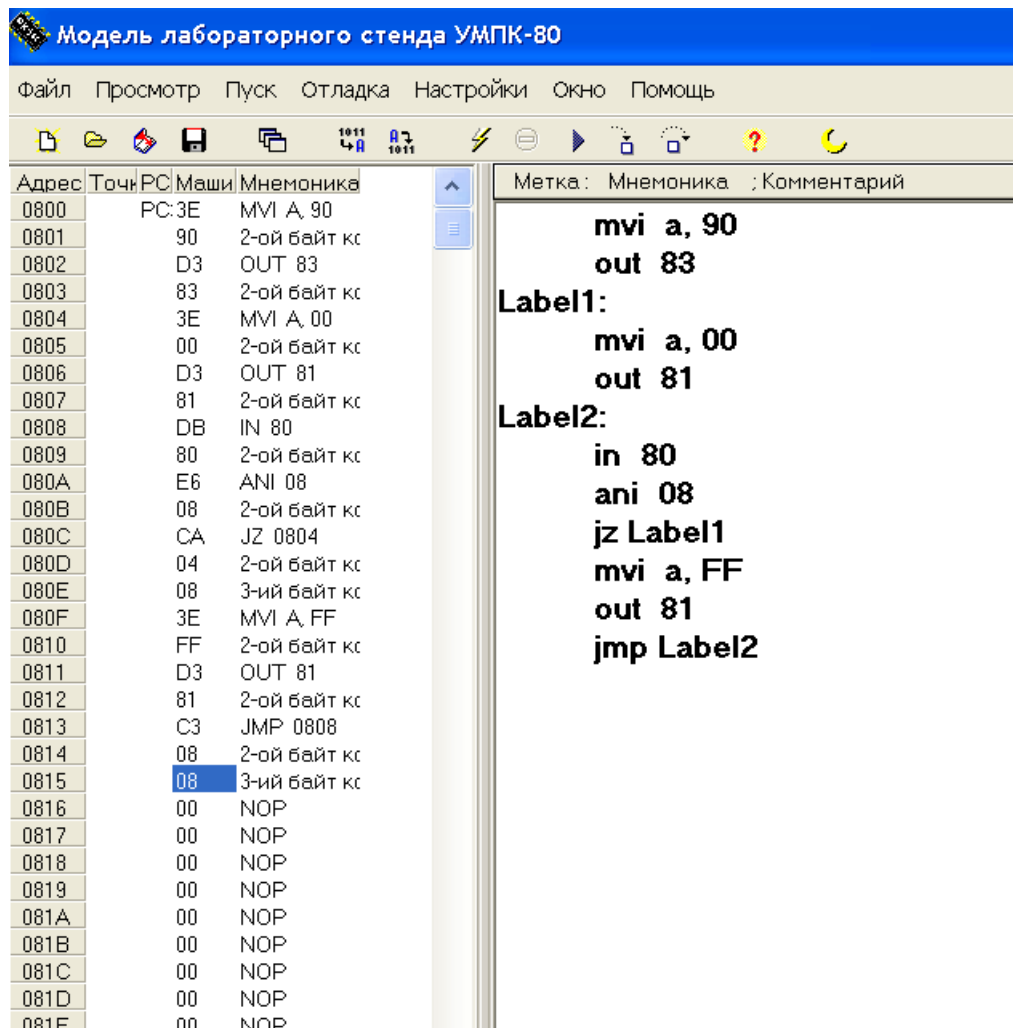 Модель лабораторного стенда УМПК-80
Файл Просмотр Пуск Отладка Настройки Окно Помощь
Адрес Точк PC Маши Мнемоника
0800 PC: 3E MVI A, 90
0801 90 2-ой байт кс
0802 D3 OUT 83
0803 83 2-ой байт кс
0804 3E MVI A, 00
0805 00 2-ой байт кс
0806 D3 OUT 81
0807 81 2-ой байт кс
0808 DB IN 80
0809 80 2-ой байт кс
080A E6 ANI 08
080B 08 2-ой байт кс
080C CA JZ 0804
080D 04 2-ой байт кс
080E 08 3-ий байт кс
080F 3E MVI A, FF
0810 FF 2-ой байт кс
0811 D3 OUT 81
0812 81 2-ой байт кс
0813 C3 JMP 0808
0814 08 2-ой байт кс
0815 08 3-ий байт кс
0816 00 NOP
0817 00 NOP
0818 00 NOP
0819 00 NOP
081A 00 NOP
081B 00 NOP
081C 00 NOP
081D 00 NOP
Метка: Мнемоника ;Комментарий
mvi a, 90
out 83
Label1:
mvi a, 00
out 81
Label2:
in 80
ani 08
jz Label1
mvi a, FF
out 81
jmp Label2